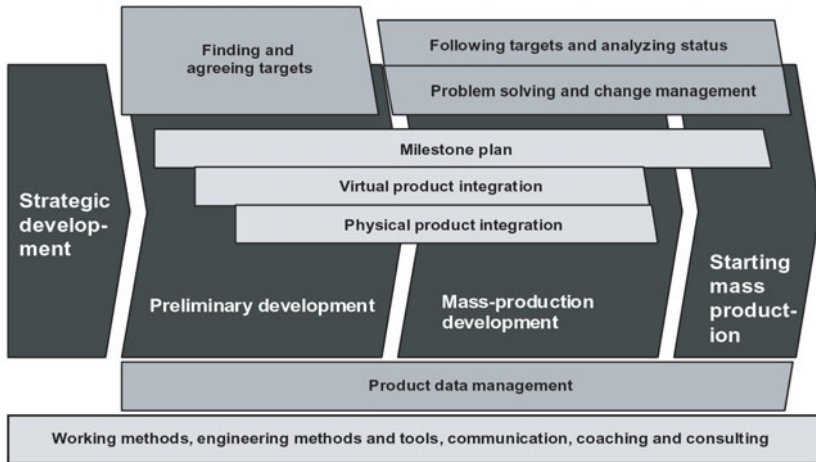 Finding and
agreeing targets
Following targets and analyzing status
Problem solving and change management
Milestone plan
Virtual product integration
Physical product integration
Strategic
develop-
ment
Preliminary development
Mass-production
development
Starting
mass
product-
ion
Product data management
Working methods, engineering methods and tools, communication, coaching and consulting